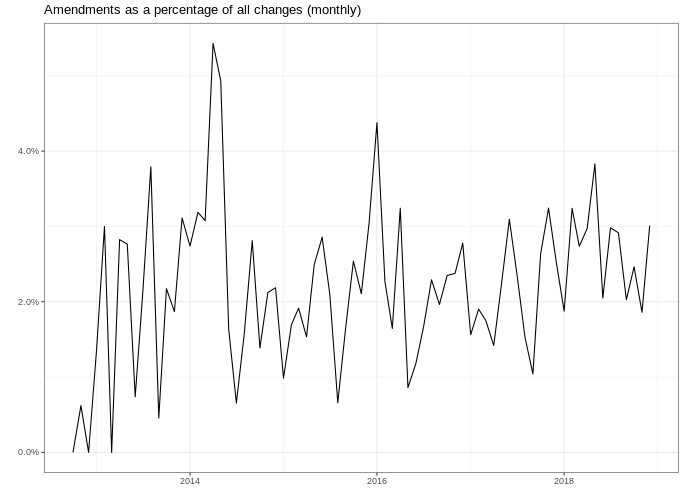 Amendments as a percentage of all changes (monthly)
4.0%
2.0%
0.0%
2014 2016 2018